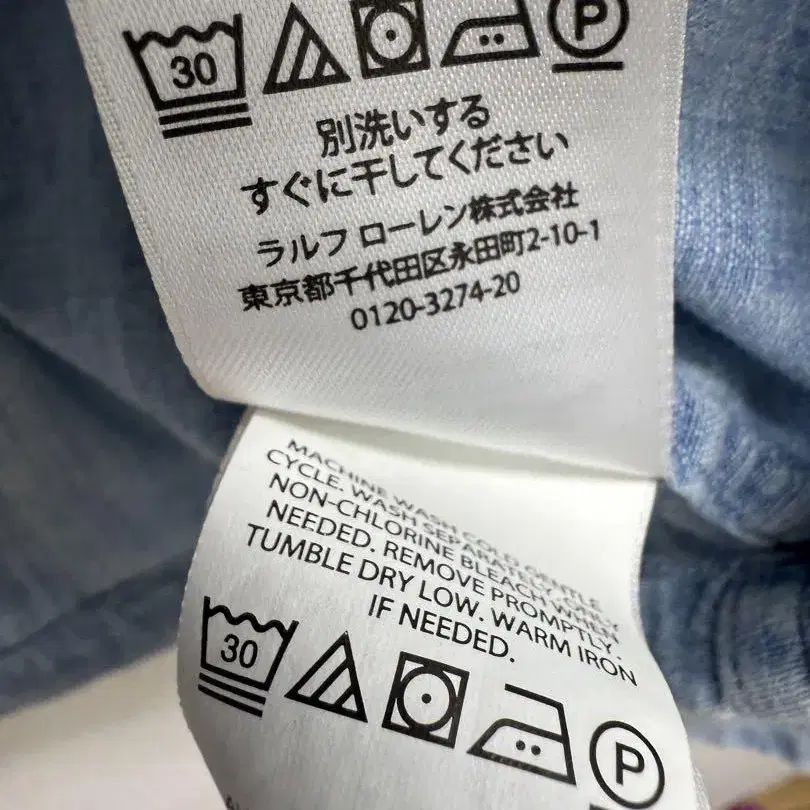 30
P
別洗いする
すぐに干してください
ラルフ ローレン株式会社
東京都千代田区永田町2-10-1
0120-3274-20
MACHINE WASH COLD GENTLE
CYCLE. WASH SEPARATELY. ONLY
NON-CHLORINE BLEACH WHEN
NEEDED. REMOVE PROMPTLY.
TUMBLE DRY LOW. WARM IRON
IF NEEDED.
30
P